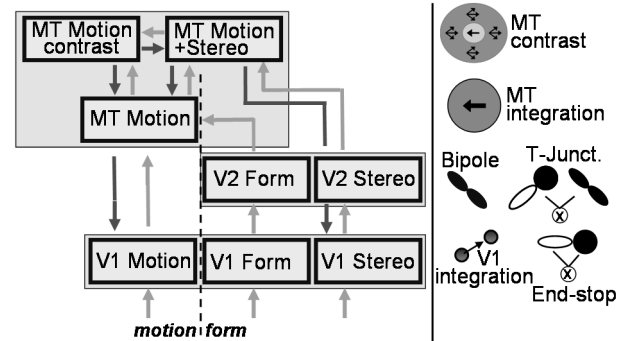 MT Motion
contrast
MT Motion
+Stereo
MT Motion
V2 Form
V2 Stereo
V1 Motion
V1 Form
V1 Stereo
motion form
MT
contrast
MT
integration
Bipole
T-Junct.
x
V1
integration
x
End-stop